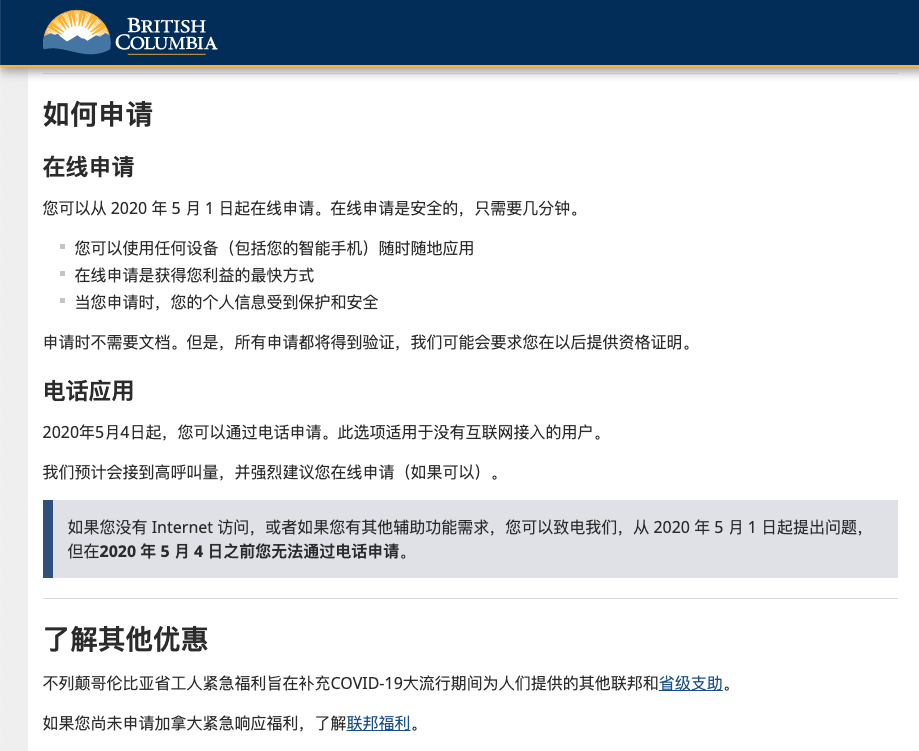 BRITISH
COLUMBIA
如何申请
在线申请
您可以从 2020 年 5 月 1 日起在线申请。在线申请是安全的，只需要几分钟。
您可以使用任何设备（包括您的智能手机）随时随地应用
在线申请是获得您利益的最快方式
当您申请时，您的个人信息受到保护和安全
申请时不需要文档。但是，所有申请都将得到验证，我们可能会要求您在以后提供资格证明。
电话应用
2020年5月4日起，您可以通过电话申请。此选项适用于没有互联网接入的用户。
我们预计会接到高呼叫量，并强烈建议您在线申请（如果可以）。
如果您没有 Internet 访问，或者如果您有其他辅助功能需求，您可以致电我们，从 2020 年 5 月 1 日起提出问题，
但在2020 年 5 月 4 日之前您无法通过电话申请。
了解其他优惠
不列颠哥伦比亚省工人紧急福利旨在补充COVID-19大流行期间为人们提供的其他联邦和省级支助。
如果您尚未申请加拿大紧急响应福利，了解联邦福利。